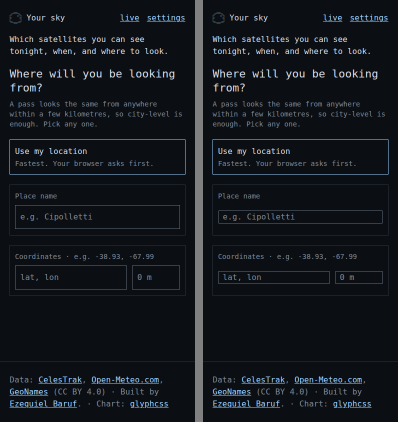 Your sky live settings
Which satellites you can see
tonight, when, and where to look.
Where will you be looking
from?
A pass looks the same from anywhere
within a few kilometres, so city-level is
enough. Pick any one.
Use my location
Fastest. Your browser asks first.
Place name
e.g. Cipolletti
Coordinates · e.g. -38.93, -67.99
lat, lon 0 m
Data: CelesTrak, Open-Meteo.com,
GeoNames (CC BY 4.0) · Built by
Ezequiel Baruf. · Chart: glyphcss
Your sky live settings
Which satellites you can see
tonight, when, and where to look.
Where will you be looking
from?
A pass looks the same from anywhere
within a few kilometres, so city-level is
enough. Pick any one.
Use my location
Fastest. Your browser asks first.
Place name
e.g. Cipolletti
Coordinates · e.g. -38.93, -67.99
lat, lon 0 m
Data: CelesTrak, Open-Meteo.com,
GeoNames (CC BY 4.0) · Built by
Ezequiel Baruf. · Chart: glyphcss